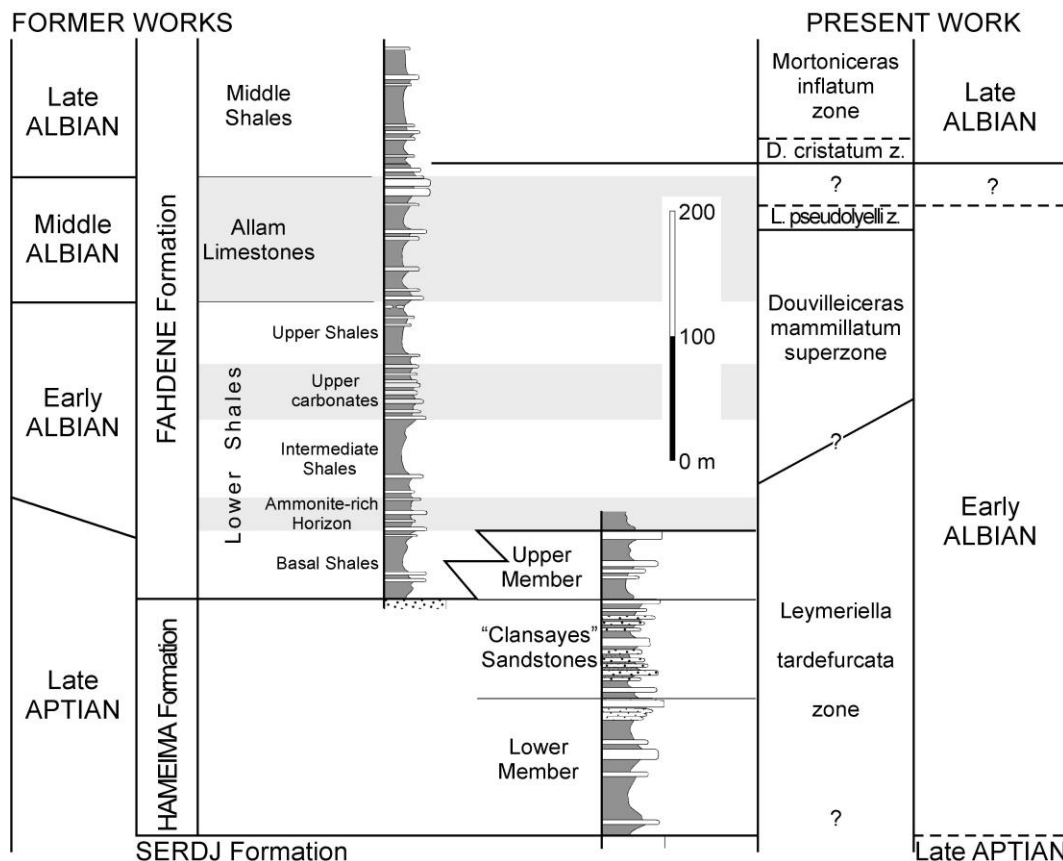 FORMER WORKS
PRESENT WORK
Late
ALBIAN
Middle
ALBIAN
Early
ALBIAN
Late
APTIAN
FAHDENE Formation
HAMEIMA Formation
SERDJ Formation
Middle
Shales
Allam
Limestones
Lower Shales
Upper Shales
Upper
carbonates
Intermediate
Shales
Ammonite-rich
Horizon
Basal Shales
Upper
Member
“Clansayes”
Sandstones
Lower
Member
200
100
0 m
Mortoniceras
inflatum
zone
D. cristatum z.
?
L. pseudolyelli z.
Douvilleiceras
mammillatum
superzone
?
Leymeriella
tardefurcata
zone
?
Late
ALBIAN
?
Early
ALBIAN
Late APTIAN